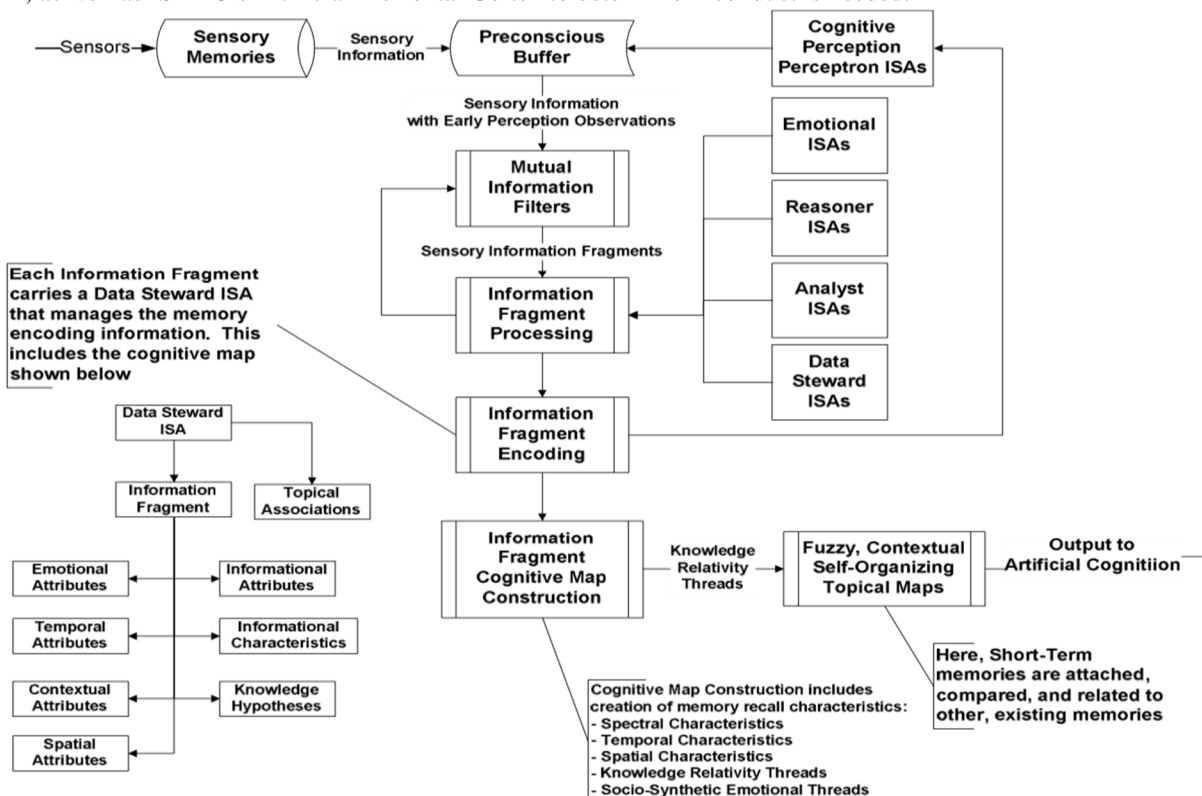 Sensors
Sensory
Memories
Sensory
Information
Preconscious
Buffer
Cognitive
Perception
Perceptron ISAs
Sensory Information
with Early Perception Observations
Emotional
ISAs
Mutual
Information
Filters
Reasoner
ISAs
Sensory Information Fragments
Each Information Fragment
carries a Data Steward ISA
that manages the memory
encoding information. This
includes the cognitive map
shown below
Information
Fragment
Processing
Analyst
ISAs
Data
Steward
ISAs
Information
Fragment
Encoding
Data Steward
ISA
Information
Fragment
Topical
Associations
Emotional
Attributes
Informational
Attributes
Temporal
Attributes
Informational
Characteristics
Contextual
Attributes
Knowledge
Hypotheses
Spatial
Attributes
Information
Fragment
Cognitive Map
Construction
Knowledge
Relativity
Threads
Fuzzy, Contextual
Self-Organizing
Topical Maps
Output to
Artificial Cognitiion
Here, Short-Term
memories are attached,
compared, and related to
other, existing memories
Cognitive Map Construction includes
creation of memory recall characteristics:
- Spectral Characteristics
- Temporal Characteristics
- Spatial Characteristics
- Knowledge Relativity Threads
- Socio-Synthetic Emotional Threads